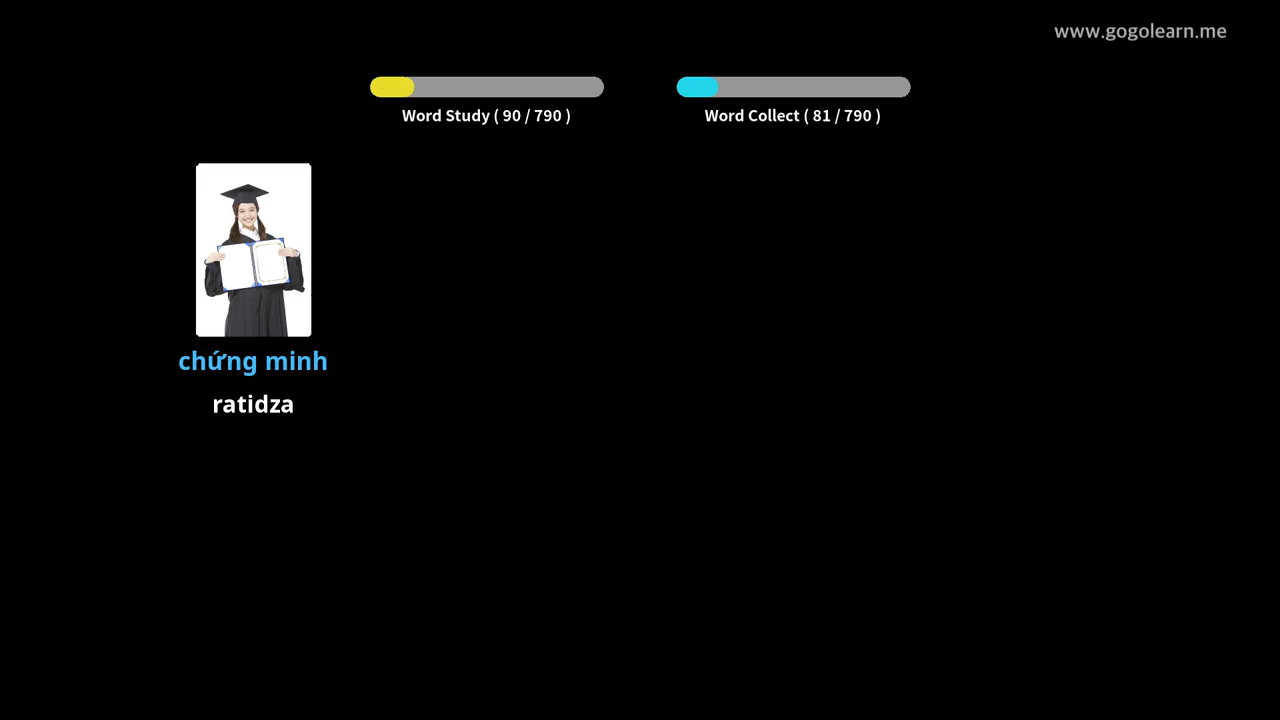 www.gogolearn.me
Word Study ( 90 / 790 )
Word Collect ( 81 / 790 )
chứng minh
ratidza